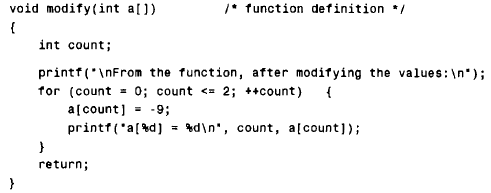 void modify(int a[])          /* function definition */
{
    int count;
    printf("\nFrom the function, after modifying the values:\n");
    for (count = 0; count <= 2; ++count)   {
        a[count] = -9;
        printf("a[%d] = %d\n", count, a[count]);
    }
    return;
}